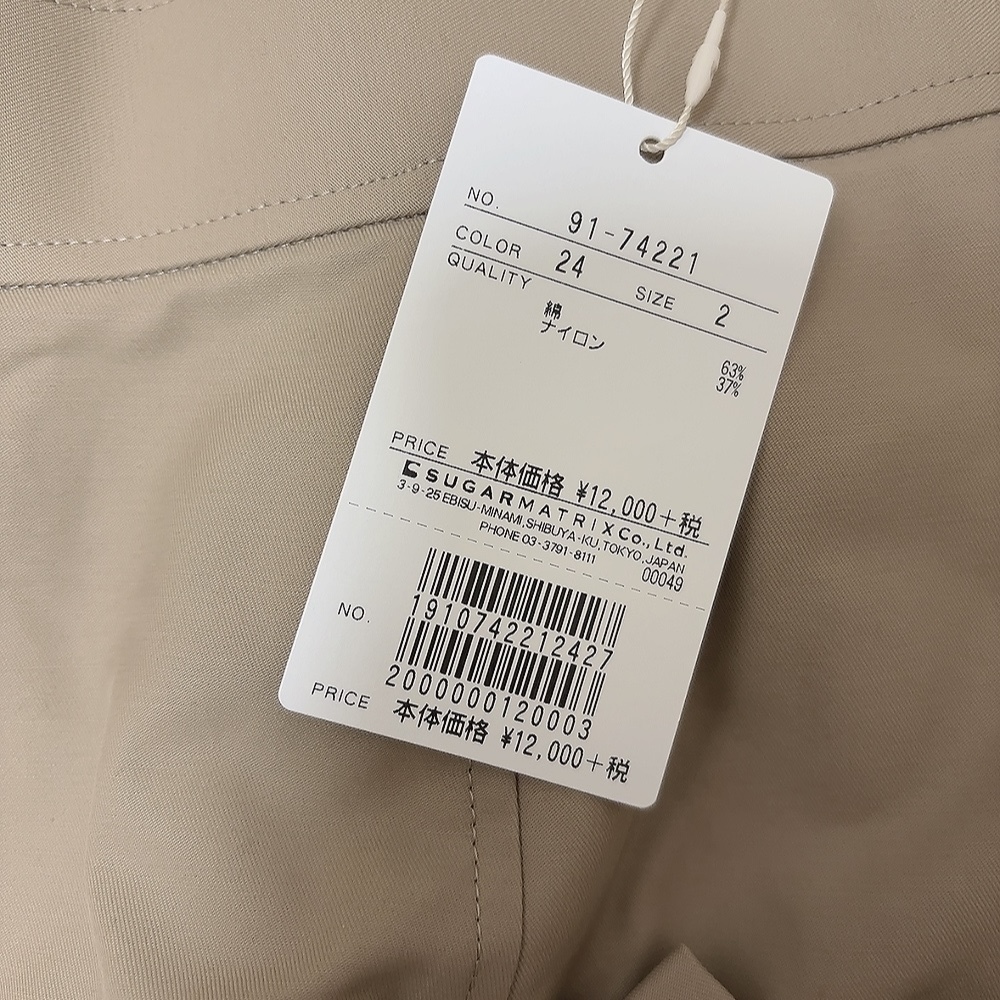 NO. 91-74221
COLOR 24 SIZE 2
QUALITY
綿 63%
ナイロン 37%
PRICE 本体価格 ¥12,000+税
SUGARMATRIX Co., Ltd.
3-9-25 EBISU-MINAMI, SHIBUYA-KU, TOKYO, JAPAN
PHONE 03-3791-8111
00049
NO.
1910742212427
2000000120003
PRICE 本体価格 ¥12,000+税